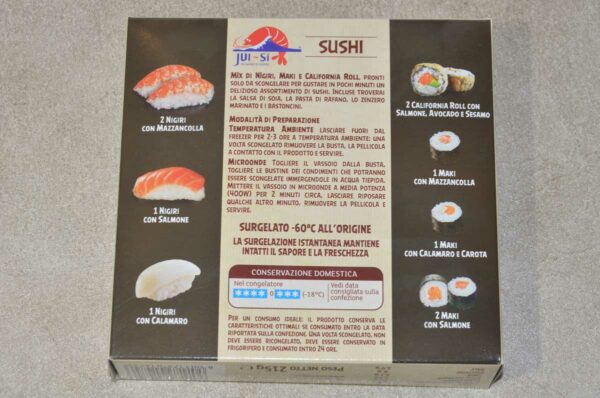 JUI~SÍ
SUSHI
MIX DI NIGIRI, MAKI E CALIFORNIA ROLL, PRONTI
SOLO DA SCONGELARE PER GUSTARE IN POCHI MINUTI UN
DELIZIOSO ASSORTIMENTO DI SUSHI. INCLUSE TROVERAI
LA SALSA DI SOIA, LA PASTA DI RAFANO, LO ZENZERO
MARINATO E I BASTONCINI.
MODALITÀ DI PREPARAZIONE
TEMPERATURA AMBIENTE LASCIARE FUORI DAL
FREEZER PER 2-3 ORE A TEMPERATURA AMBIENTE: UNA
VOLTA SCONGELATO RIMUOVERE LA BUSTA, LA PELLICOLA
A CONTATTO CON IL PRODOTTO E SERVIRE.
MICROONDE TOGLIERE IL VASSOIO DALLA BUSTA,
TOGLIERE LE BUSTINE DEI CONDIMENTI CHE POTRANNO
ESSERE SCONGELATE IMMERGENDOLE IN ACQUA TIEPIDA.
METTERE IL VASSOIO IN MICROONDE A MEDIA POTENZA
(400W) PER 2 MINUTI CIRCA, LASCIARE RIPOSARE
QUALCHE ALTRO MINUTO, RIMUOVERE LA PELLICOLA E
SERVIRE.
SURGELATO -60°C ALL'ORIGINE
LA SURGELAZIONE ISTANTANEA MANTIENE
INTATTI IL SAPORE E LA FRESCHEZZA
CONSERVAZIONE DOMESTICA
Nel congelatore
**** o *** (-18°C)
Vedi data
consigliata sulla
confezione
PER UN CONSUMO IDEALE: IL PRODOTTO CONSERVA LE
CARATTERISTICHE OTTIMALI SE CONSUMATO ENTRO LA DATA
RIPORTATA SULLA CONFEZIONE. UNA VOLTA SCONGELATO, NON
DEVE ESSERE RICONGELATO, DEVE ESSERE CONSERVATO IN
FRIGORIFERO E CONSUMATO ENTRO 24 ORE.
2 NIGIRI
CON MAZZANCOLLA
1 NIGIRI
CON SALMONE
1 NIGIRI
CON CALAMARO
2 CALIFORNIA ROLL CON
SALMONE, AVOCADO E SESAMO
1 MAKI
CON MAZZANCOLLA
1 MAKI
CON CALAMARO E CAROTA
2 MAKI
CON SALMONE
PESO NETTO 215g e